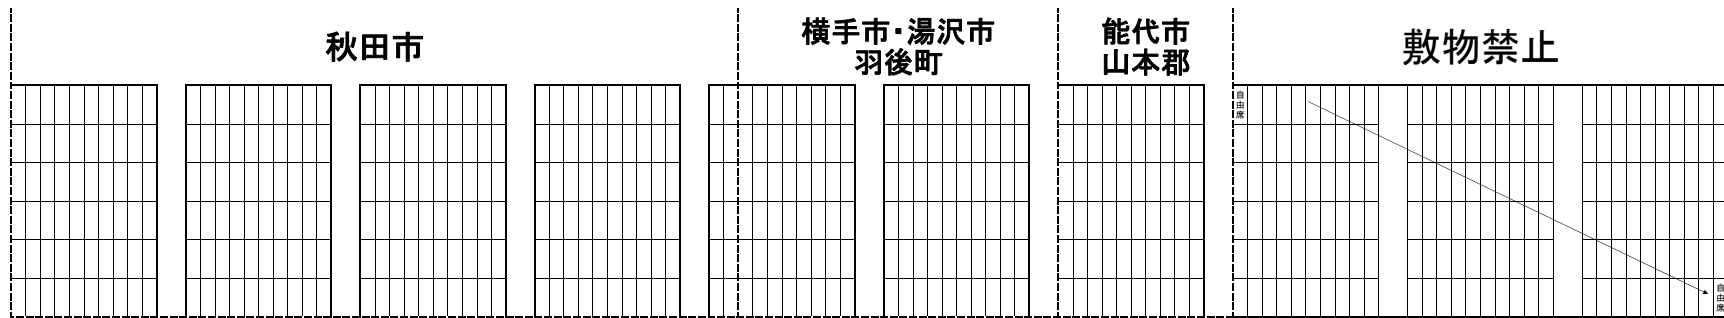 秋田市
横手市・湯沢市
羽後町
能代市
山本郡
敷物禁止
自由席
自由席